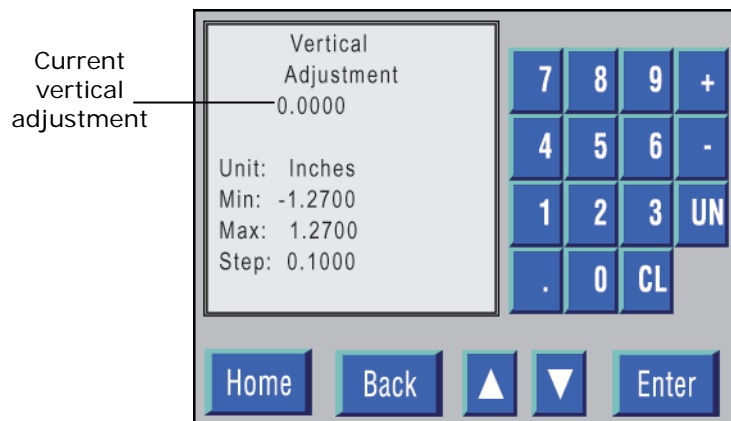 Current
vertical
adjustment
Vertical
Adjustment
0.0000
Unit: Inches
Min: -1.2700
Max: 1.2700
Step: 0.1000
7 8 9 +
4 5 6 -
1 2 3 UN
. 0 CL
Home Back Enter